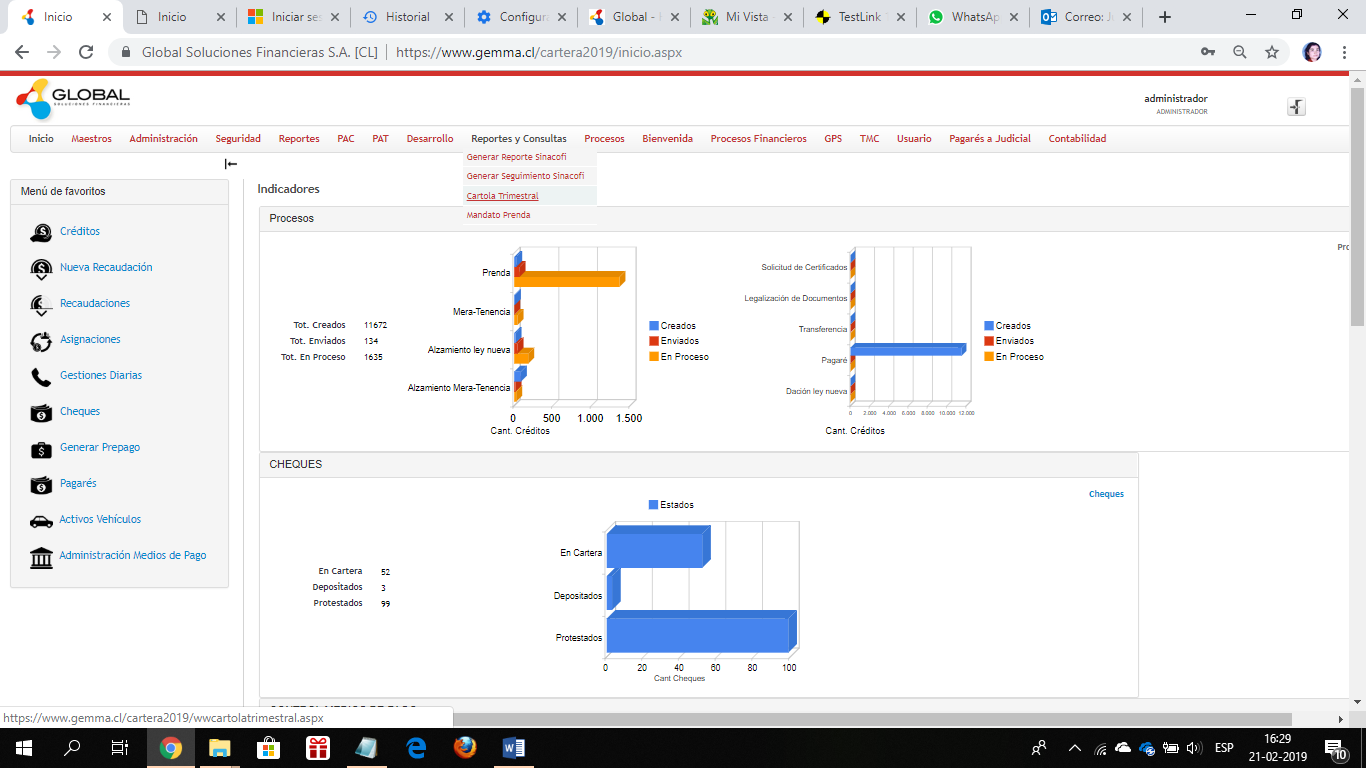 Inicio
Inicio
Iniciar ses
Historial
Configura
Global -
Mi Vista -
TestLink
WhatsAp
Correo: J
Global Soluciones Financieras S.A. [CL] | https://www.gemma.cl/cartera2019/inicio.aspx
GLOBAL
SOLUCIONES FINANCIERAS
administrador
ADMINISTRADOR
Inicio Maestros Administración Seguridad Reportes PAC PAT Desarrollo Reportes y Consultas Procesos Bienvenida Procesos Financieros GPS TMC Usuario Pagarés a Judicial Contabilidad
Generar Reporte Sinacofi
Generar Seguimiento Sinacofi
Cartola Trimestral
Mandato Prenda
Menú de favoritos
Créditos
Nueva Recaudación
Recaudaciones
Asignaciones
Gestiones Diarias
Cheques
Generar Prepago
Pagarés
Activos Vehículos
Administración Medios de Pago
Indicadores
Procesos
Pro
Tot. Creados 11672
Tot. Enviados 134
Tot. En Proceso 1635
Prenda
Mera-Tenencia
Alzamiento ley nueva
Alzamiento Mera-Tenencia
0 500 1.000 1.500
Cant. Créditos
Creados
Enviados
En Proceso
Solicitud de Certificados
Legalización de Documentos
Transferencia
Pagaré
Dación ley nueva
0 2.000 4.000 6.000 8.000 10.000 12.000
Cant. Créditos
Creados
Enviados
En Proceso
CHEQUES
Cheques
En Cartera 52
Depositados 3
Protestados 99
Estados
En Cartera
Depositados
Protestados
0 20 40 60 80 100
Cant Cheques
https://www.gemma.cl/cartera2019/wwcartolatrimestral.aspx
ESP
16:29
21-02-2019
10